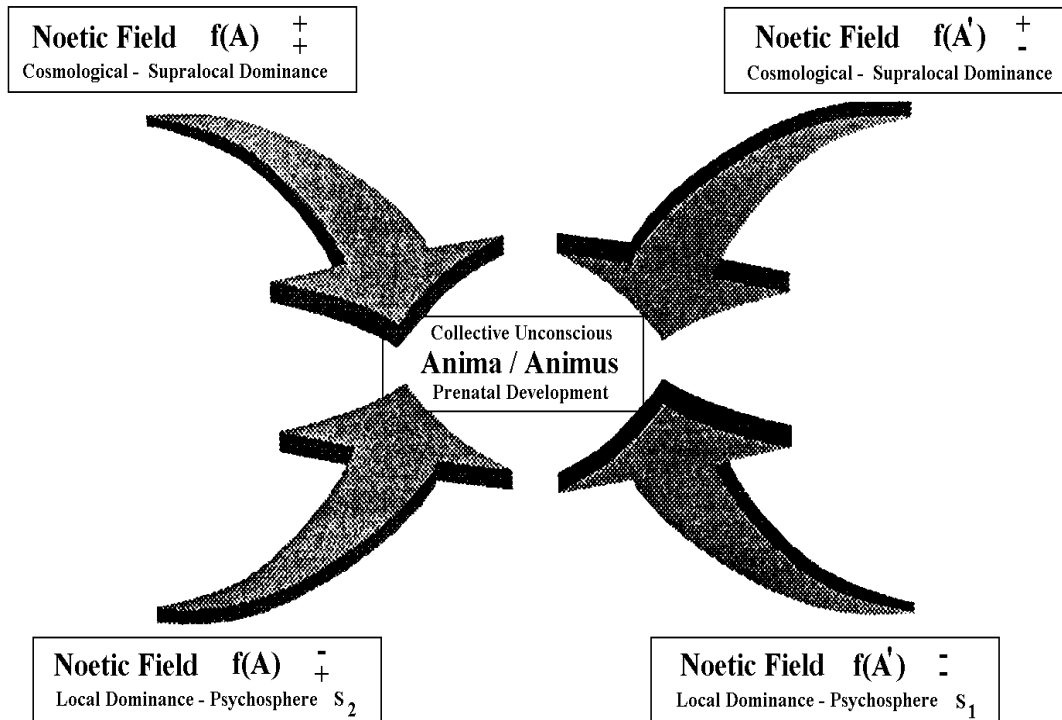 Noetic Field f(A) + +
Cosmological - Supralocal Dominance
Noetic Field f(A') + -
Cosmological - Supralocal Dominance
Collective Unconscious
Anima / Animus
Prenatal Development
Noetic Field f(A) - +
Local Dominance - Psychosphere S2
Noetic Field f(A') - -
Local Dominance - Psychosphere S1